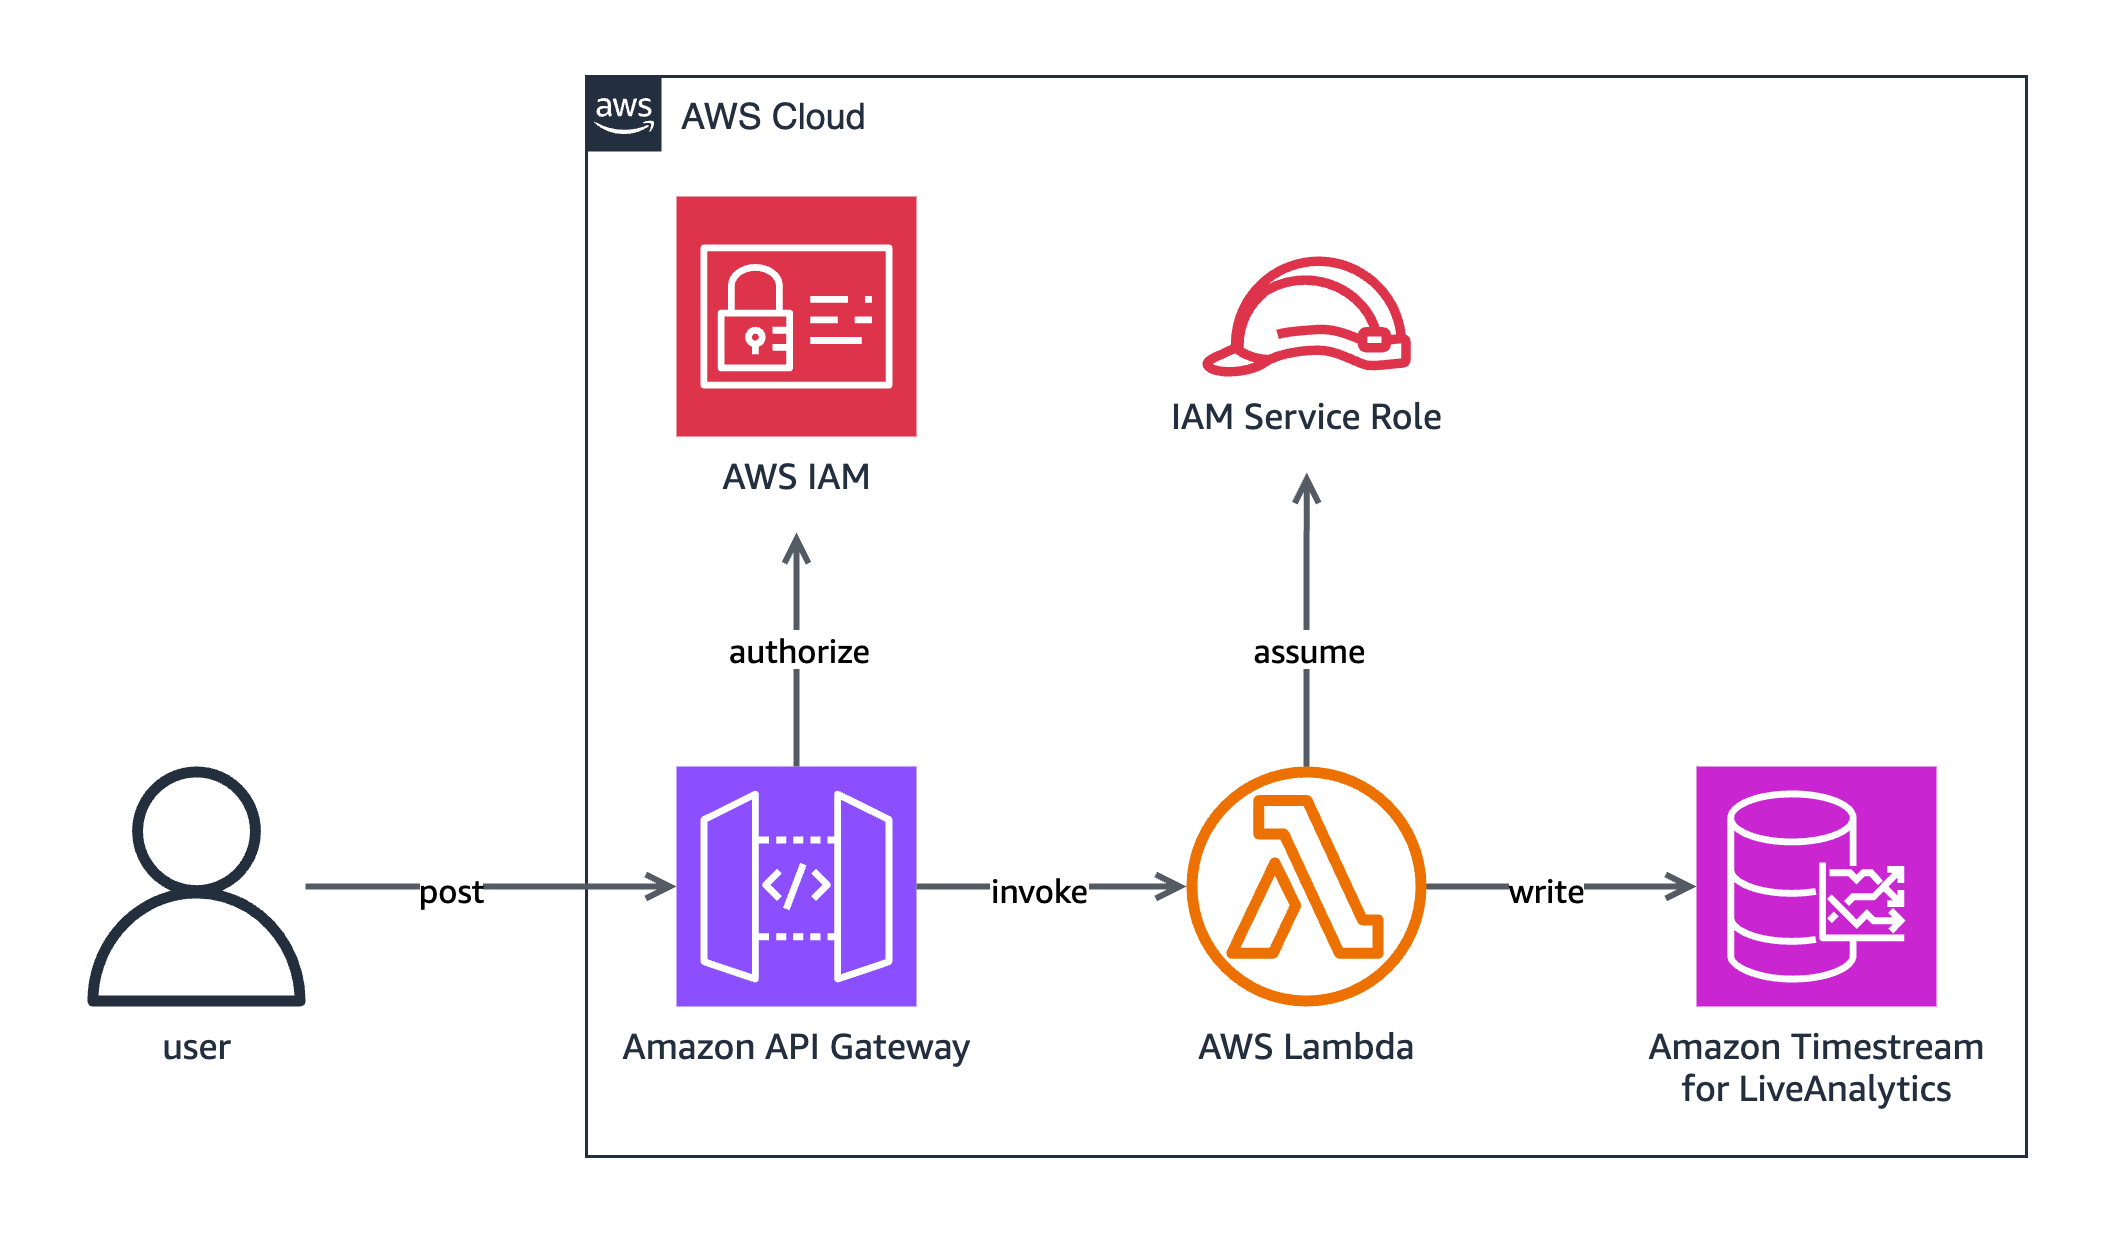 aws
AWS Cloud
AWS IAM
IAM Service Role
authorize
assume
post
invoke
write
user
Amazon API Gateway
AWS Lambda
Amazon Timestream
for LiveAnalytics